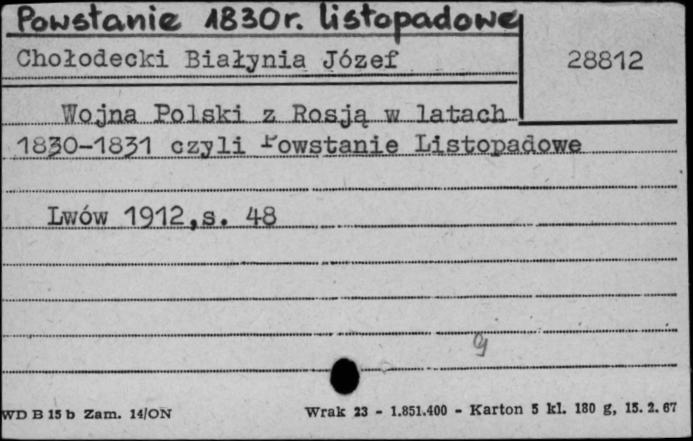 Powstanie 1830r. listopadowe
Chołodecki Białynia Józef
28812
Wojna Polski z Rosją w latach
1830-1831 czyli Powstanie Listopadowe
Lwów 1912,s. 48
g
WD B 15 b Zam. 14/ON
Wrak 23 - 1.851.400 - Karton 5 kl. 180 g, 15. 2. 67